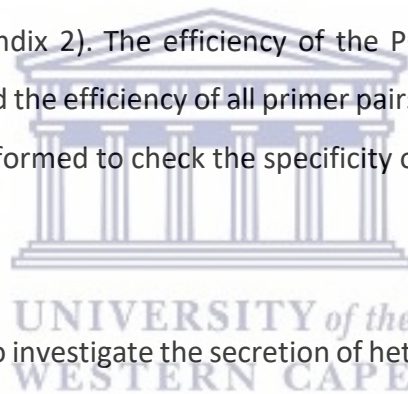 ndix 2). The efficiency of the P
d the efficiency of all primer pair
formed to check the specificity
UNIVERSITY of the
o investigate the secretion of het
WESTERN CAPE